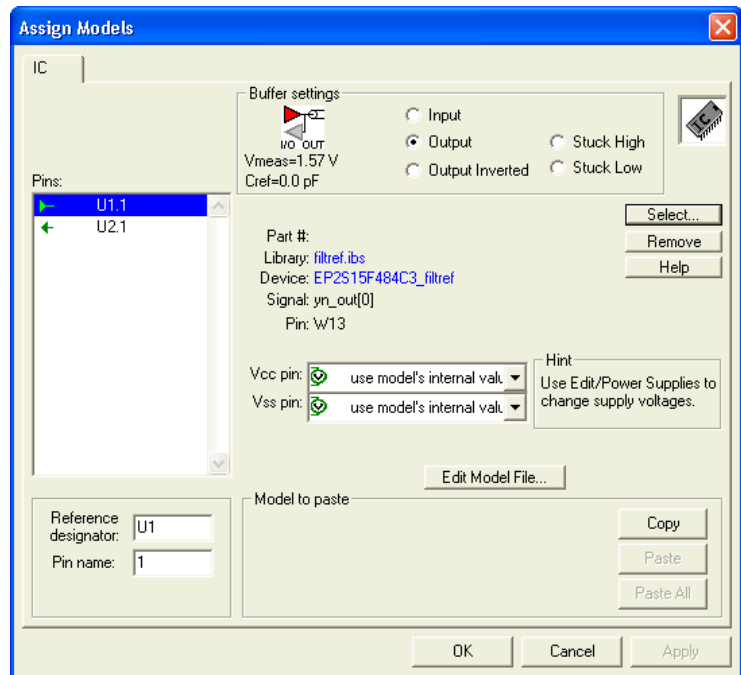 Assign Models
IC
Buffer settings
I/O OUT
Vmeas=1.57 V
Cref=0.0 pF
Input
Output
Output Inverted
Stuck High
Stuck Low
IC
Pins:
U1.1
U2.1
Select...
Remove
Help
Part #:
Library: filtref.ibs
Device: EP2S15F484C3_filtref
Signal: yn_out[0]
Pin: W13
Vcc pin: use model's internal valu
Vss pin: use model's internal valu
Hint
Use Edit/Power Supplies to
change supply voltages.
Edit Model File...
Reference
designator: U1
Pin name: 1
Model to paste
Copy
Paste
Paste All
OK
Cancel
Apply